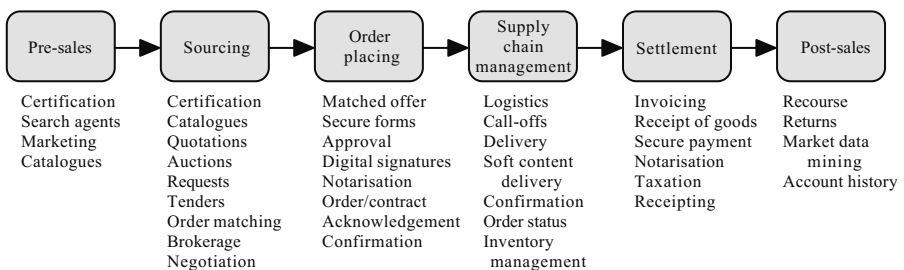 Pre-sales
Sourcing
Order
placing
Supply
chain
management
Settlement
Post-sales
Certification
Search agents
Marketing
Catalogues
Certification
Catalogues
Quotations
Auctions
Requests
Tenders
Order matching
Brokerage
Negotiation
Matched offer
Secure forms
Approval
Digital signatures
Notarisation
Order/contract
Acknowledgement
Confirmation
Logistics
Call-offs
Delivery
Soft content
delivery
Confirmation
Order status
Inventory
management
Invoicing
Receipt of goods
Secure payment
Notarisation
Taxation
Receipting
Recourse
Returns
Market data
mining
Account history